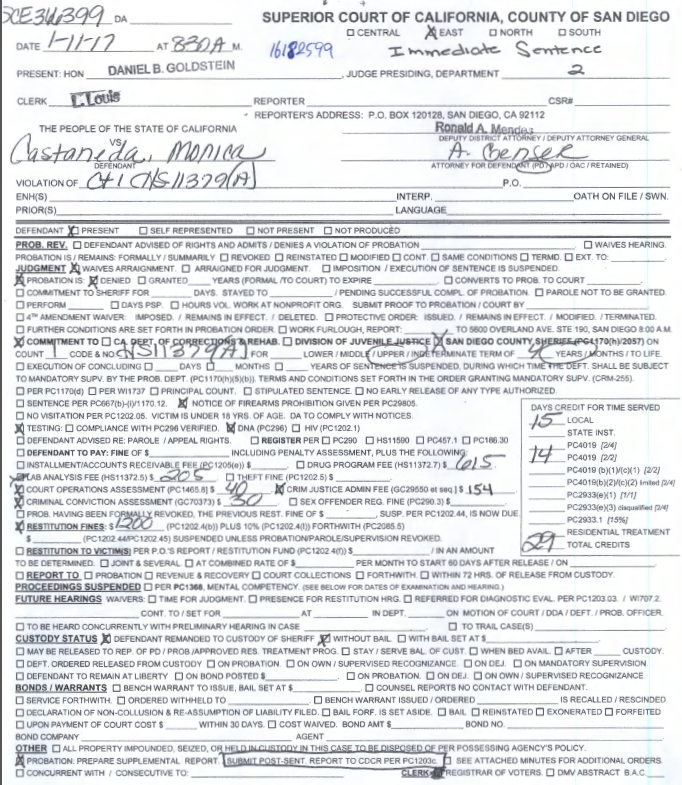 SCE366399 DA
SUPERIOR COURT OF CALIFORNIA, COUNTY OF SAN DIEGO
☐ CENTRAL ☒ EAST ☐ NORTH ☐ SOUTH
DATE 1-11-17 AT 830A M. 16182599 Immediate Sentence
PRESENT: HON DANIEL B. GOLDSTEIN , JUDGE PRESIDING, DEPARTMENT 2
CLERK L. Louis REPORTER CSR#
REPORTER'S ADDRESS: P.O. BOX 120128, SAN DIEGO, CA 92112
THE PEOPLE OF THE STATE OF CALIFORNIA Ronald A. Mendes
VS DEPUTY DISTRICT ATTORNEY / DEPUTY ATTORNEY GENERAL
Castaneda, Monica A.
DEFENDANT ATTORNEY FOR DEFENDANT (PD / APD / OAC / RETAINED)
VIOLATION OF Ct 1 HS11379(A) P.O.
ENH(S) INTERP. OATH ON FILE / SWN.
PRIOR(S) LANGUAGE
DEFENDANT ☒ PRESENT ☐ SELF REPRESENTED ☐ NOT PRESENT ☐ NOT PRODUCED
PROB. REV. ☐ DEFENDANT ADVISED OF RIGHTS AND ADMITS / DENIES A VIOLATION OF PROBATION ☐ WAIVES HEARING.
PROBATION IS / REMAINS: FORMALLY / SUMMARILY ☐ REVOKED ☐ REINSTATED ☐ MODIFIED ☐ CONT. ☐ SAME CONDITIONS ☐ TERMD. ☐ EXT. TO:
JUDGMENT ☒ WAIVES ARRAIGNMENT. ☐ ARRAIGNED FOR JUDGMENT. ☐ IMPOSITION / EXECUTION OF SENTENCE IS SUSPENDED.
☒ PROBATION IS: ☒ DENIED ☐ GRANTED YEARS (FORMAL /TO COURT) TO EXPIRE ☐ CONVERTS TO PROB. TO COURT
☐ COMMITMENT TO SHERIFF FOR DAYS. STAYED TO / PENDING SUCCESSFUL COMPL. OF PROBATION. ☐ PAROLE NOT TO BE GRANTED.
☐ PERFORM ☐ DAYS PSP. ☐ HOURS VOL. WORK AT NONPROFIT ORG. SUBMIT PROOF TO PROBATION / COURT BY
☐ 4TH AMENDMENT WAIVER: IMPOSED. / REMAINS IN EFFECT. / DELETED. ☐ PROTECTIVE ORDER: ISSUED. / REMAINS IN EFFECT. / MODIFIED. / TERMINATED.
☐ FURTHER CONDITIONS ARE SET FORTH IN PROBATION ORDER. ☐ WORK FURLOUGH, REPORT: TO 5600 OVERLAND AVE. STE 190, SAN DIEGO 8:00 A.M.
☒ COMMITMENT TO ☐ CA. DEPT. OF CORRECTIONS & REHAB. ☐ DIVISION OF JUVENILE JUSTICE ☒ SAN DIEGO COUNTY SHERIFF (PC1170(h)/2057) ON
COUNT 1 CODE & NO. HS11379(A) FOR LOWER / MIDDLE / UPPER / INDETERMINATE TERM OF YEARS / MONTHS / TO LIFE.
☐ EXECUTION OF CONCLUDING ☐ DAYS ☐ MONTHS ☐ YEARS OF SENTENCE IS SUSPENDED, DURING WHICH TIME THE DEFT. SHALL BE SUBJECT
TO MANDATORY SUPV. BY THE PROB. DEPT. (PC1170(h)(5)(b)). TERMS AND CONDITIONS SET FORTH IN THE ORDER GRANTING MANDATORY SUPV. (CRM-255).
☐ PER PC1170(d) ☐ PER WI1737 ☐ PRINCIPAL COUNT. ☐ STIPULATED SENTENCE. ☐ NO EARLY RELEASE OF ANY TYPE AUTHORIZED.
☐ SENTENCE PER PC667(b)-(i)/1170.12. ☒ NOTICE OF FIREARMS PROHIBITION GIVEN PER PC29805.
☐ NO VISITATION PER PC1202.05. VICTIM IS UNDER 18 YRS. OF AGE. DA TO COMPLY WITH NOTICES.
☒ TESTING: ☐ COMPLIANCE WITH PC296 VERIFIED. ☒ DNA (PC296) ☐ HIV (PC1202.1)
☐ DEFENDANT ADVISED RE: PAROLE / APPEAL RIGHTS. ☐ REGISTER PER ☐ PC290 ☐ HS11590 ☐ PC457.1 ☐ PC186.30
☐ DEFENDANT TO PAY: FINE OF $ INCLUDING PENALTY ASSESSMENT, PLUS THE FOLLOWING:
☐ INSTALLMENT/ACCOUNTS RECEIVABLE FEE (PC1205(e)) $ ☐ DRUG PROGRAM FEE (HS11372.7) $ 615
☒ LAB ANALYSIS FEE (HS11372.5) $ 205 ☐ THEFT FINE (PC1202.5) $
☒ COURT OPERATIONS ASSESSMENT (PC1465.8) $ 40 ☒ CRIM JUSTICE ADMIN FEE (GC29550 et seq) $ 154
☒ CRIMINAL CONVICTION ASSESSMENT (GC70373) $ 30 ☐ SEX OFFENDER REG. FINE (PC290.3) $
☐ PROB. HAVING BEEN FORMALLY REVOKED, THE PREVIOUS REST. FINE OF $ , SUSP. PER PC1202.44, IS NOW DUE.
☒ RESTITUTION FINES: $ 1200 (PC1202.4(b)) PLUS 10% (PC1202.4(l)) FORTHWITH (PC2085.5)
$ (PC1202.44/PC1202.45) SUSPENDED UNLESS PROBATION/PAROLE/SUPERVISION REVOKED.
DAYS CREDIT FOR TIME SERVED
15 LOCAL
STATE INST.
14 PC4019 [2/4]
PC4019 [2/2]
PC4019 (b)(1)/(c)(1) [2/2]
PC4019(b)(2)/(c)(2) limited [2/4]
PC2933(e)(1) [1/1]
PC2933(e)(3) disqualified [2/4]
PC2933.1 [15%]
RESIDENTIAL TREATMENT
29 TOTAL CREDITS
☐ RESTITUTION TO VICTIM(S) PER P.O.'S REPORT / RESTITUTION FUND (PC1202.4(f)) $ / IN AN AMOUNT
TO BE DETERMINED. ☐ JOINT & SEVERAL. ☐ AT COMBINED RATE OF $ PER MONTH TO START 60 DAYS AFTER RELEASE / ON
☐ REPORT TO ☐ PROBATION ☐ REVENUE & RECOVERY ☐ COURT COLLECTIONS ☐ FORTHWITH. ☐ WITHIN 72 HRS. OF RELEASE FROM CUSTODY.
PROCEEDINGS SUSPENDED ☐ PER PC1368, MENTAL COMPETENCY. (SEE BELOW FOR DATES OF EXAMINATION AND HEARING.)
FUTURE HEARINGS WAIVERS: ☐ TIME FOR JUDGMENT. ☐ PRESENCE FOR RESTITUTION HRG. ☐ REFERRED FOR DIAGNOSTIC EVAL. PER PC1203.03 / WI707.2.
CONT. TO / SET FOR AT IN DEPT. ON MOTION OF COURT / DDA / DEFT. / PROB. OFFICER.
☐ TO BE HEARD CONCURRENTLY WITH PRELIMINARY HEARING IN CASE ☐ TO TRAIL CASE(S)
CUSTODY STATUS ☒ DEFENDANT REMANDED TO CUSTODY OF SHERIFF ☒ WITHOUT BAIL. ☐ WITH BAIL SET AT $
☐ MAY BE RELEASED TO REP. OF PD / PROB./APPROVED RES. TREATMENT PROG. ☐ STAY / SERVE BAL. OF CUST. ☐ WHEN BED AVAIL. ☐ AFTER CUSTODY.
☐ DEFT. ORDERED RELEASED FROM CUSTODY ☐ ON PROBATION. ☐ ON OWN / SUPERVISED RECOGNIZANCE. ☐ ON DEJ. ☐ ON MANDATORY SUPERVISION.
☐ DEFENDANT TO REMAIN AT LIBERTY ☐ ON BOND POSTED $ ☐ ON PROBATION. ☐ ON DEJ. ☐ ON OWN / SUPERVISED RECOGNIZANCE
BONDS / WARRANTS ☐ BENCH WARRANT TO ISSUE, BAIL SET AT $ ☐ COUNSEL REPORTS NO CONTACT WITH DEFENDANT.
☐ SERVICE FORTHWITH. ☐ ORDERED WITHHELD TO ☐ BENCH WARRANT ISSUED / ORDERED IS RECALLED / RESCINDED
☐ DECLARATION OF NON-COLLUSION & RE-ASSUMPTION OF LIABILITY FILED. ☐ BAIL FORF. IS SET ASIDE. ☐ BAIL ☐ REINSTATED ☐ EXONERATED ☐ FORFEITED
☐ UPON PAYMENT OF COURT COST $ WITHIN 30 DAYS. ☐ COST WAIVED. BOND AMT $ BOND NO.
BOND COMPANY AGENT
OTHER ☐ ALL PROPERTY IMPOUNDED, SEIZED, OR HELD IN CUSTODY IN THIS CASE TO BE DISPOSED OF PER POSSESSING AGENCY'S POLICY.
☒ PROBATION: PREPARE SUPPLEMENTAL REPORT. SUBMIT POST-SENT. REPORT TO CDCR PER PC1203c. ☐ SEE ATTACHED MINUTES FOR ADDITIONAL ORDERS.
☐ CONCURRENT WITH / CONSECUTIVE TO: CLERK: REGISTRAR OF VOTERS. ☐ DMV ABSTRACT B.A.C.